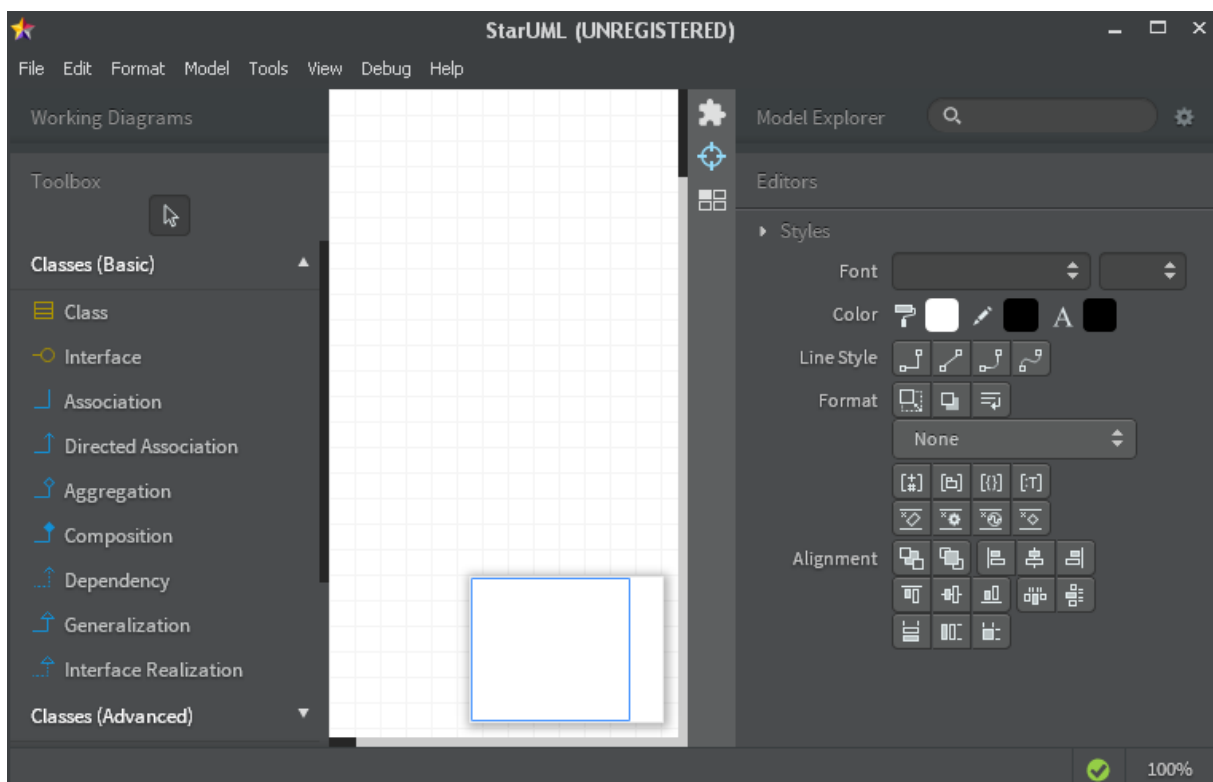 StarUML (UNREGISTERED)
File Edit Format Model Tools View Debug Help
Working Diagrams
Toolbox
Classes (Basic)
Class
Interface
Association
Directed Association
Aggregation
Composition
Dependency
Generalization
Interface Realization
Classes (Advanced)
Model Explorer
Editors
Styles
Font
Color A
Line Style
Format
None
Alignment
100%